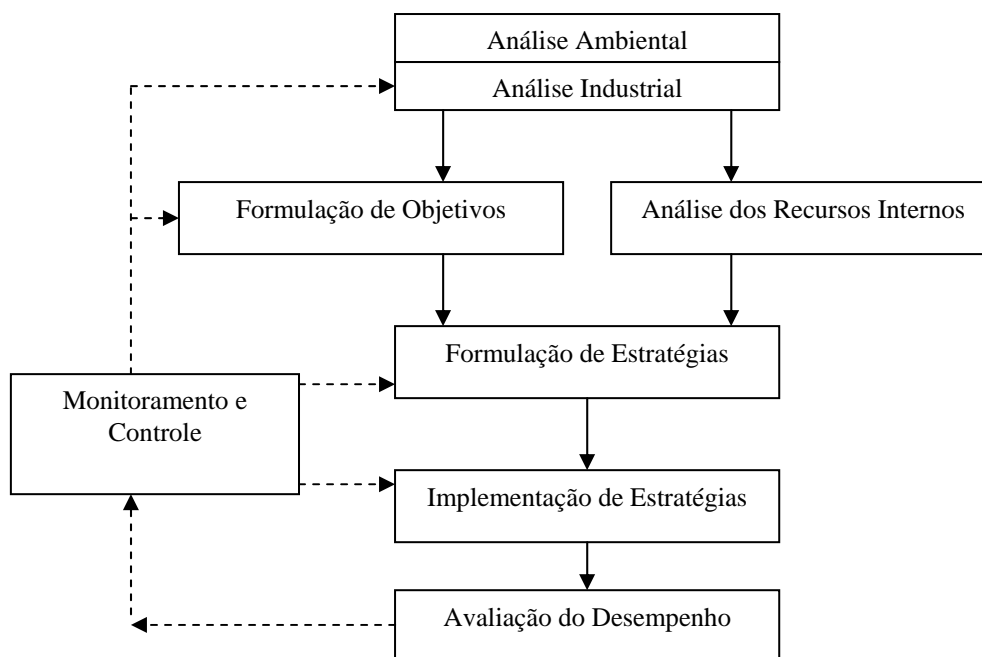 Análise Ambiental
Análise Industrial
Formulação de Objetivos
Análise dos Recursos Internos
Formulação de Estratégias
Monitoramento e
Controle
Implementação de Estratégias
Avaliação do Desempenho